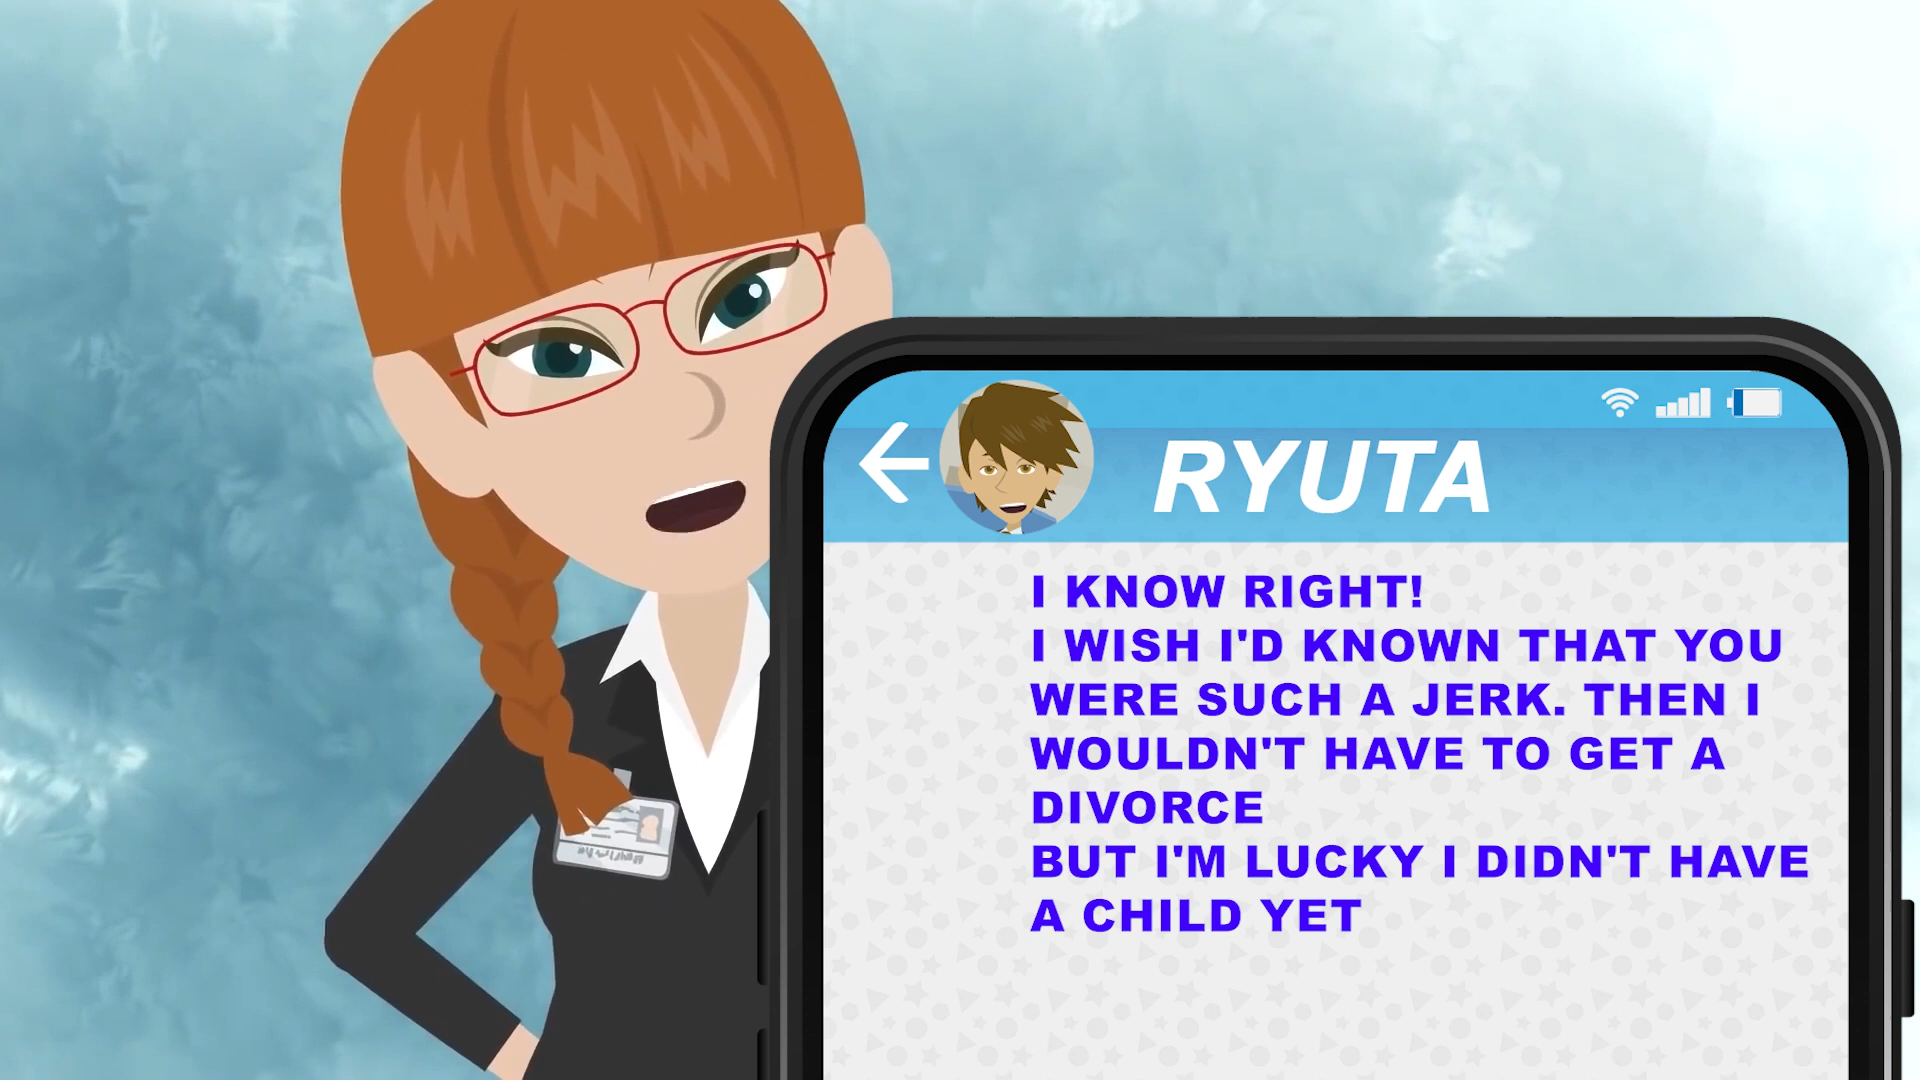 RYUTA
I KNOW RIGHT!
I WISH I'D KNOWN THAT YOU
WERE SUCH A JERK. THEN I
WOULDN'T HAVE TO GET A
DIVORCE
BUT I'M LUCKY I DIDN'T HAVE
A CHILD YET